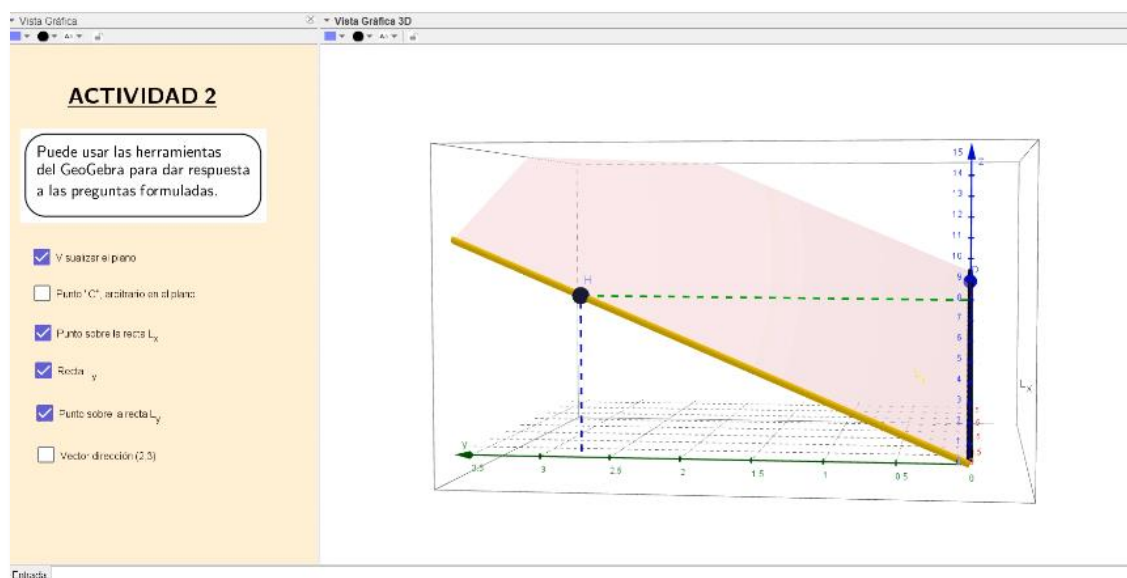 Vista Gráfica
Vista Gráfica 3D
ACTIVIDAD 2
Puede usar las herramientas
del GeoGebra para dar respuesta
a las preguntas formuladas.
Visualizar el plano
Punto "C", arbitrario en el plano
Punto sobre la recta Lx
Recta y
Punto sobre la recta Ly
Vector dirección (2,3)
15
14
13
12
11
10
9
8
7
6
5
4
3
2
1
z
H
Lx
y
3.5
3
2.5
2
1.5
1
0.5
0
Entrada